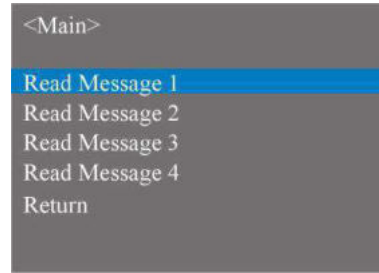 <Main>
Read Message 1
Read Message 2
Read Message 3
Read Message 4
Return